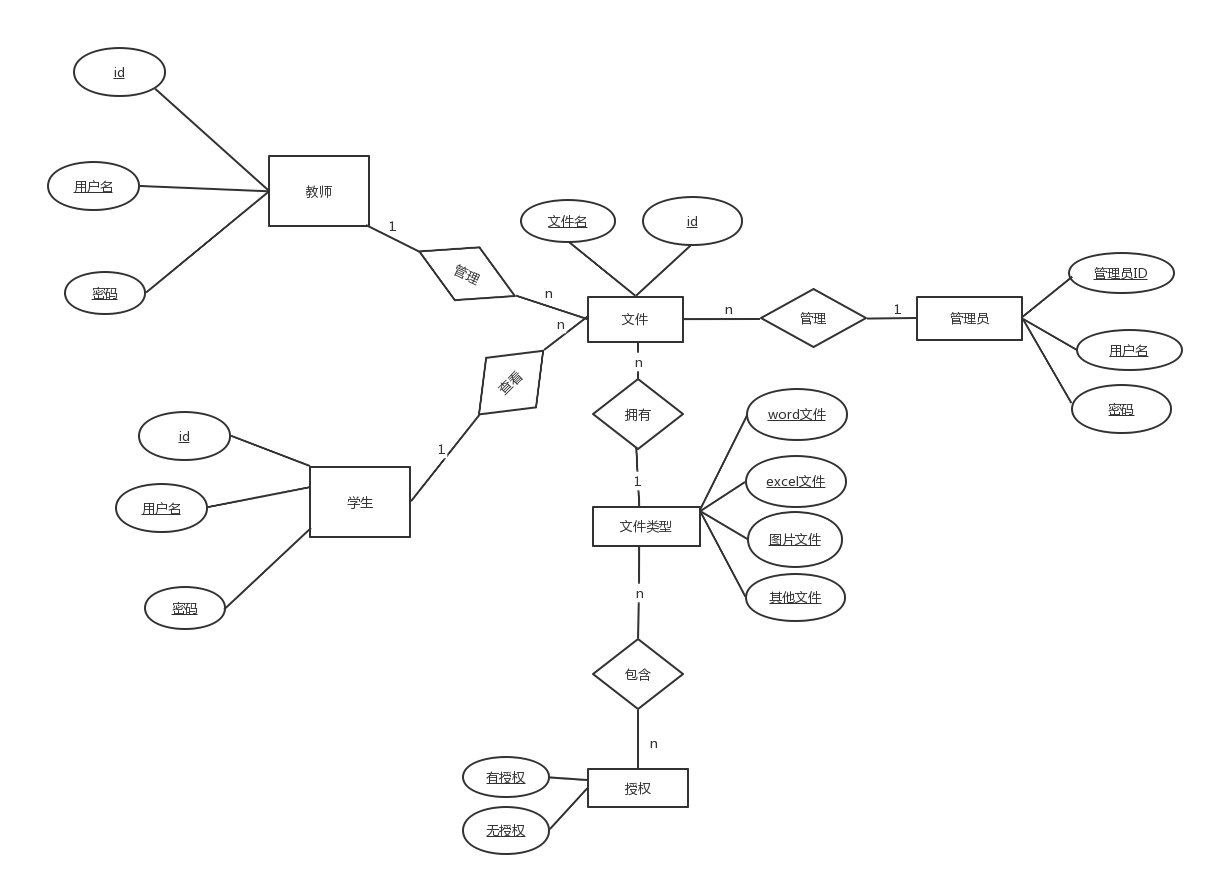 id
用户名
密码
教师
1
管理
n
文件名
id
文件
n
管理
1
管理员
管理员ID
用户名
密码
n
查看
1
id
用户名
密码
学生
n
拥有
1
文件类型
word文件
excel文件
图片文件
其他文件
n
包含
n
授权
有授权
无授权